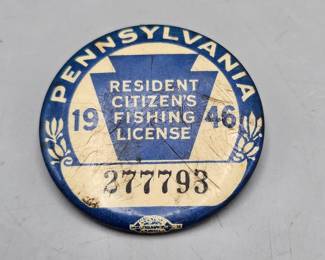 PENNSYLVANIA
RESIDENT
CITIZEN'S
19 FISHING 46
LICENSE
277793